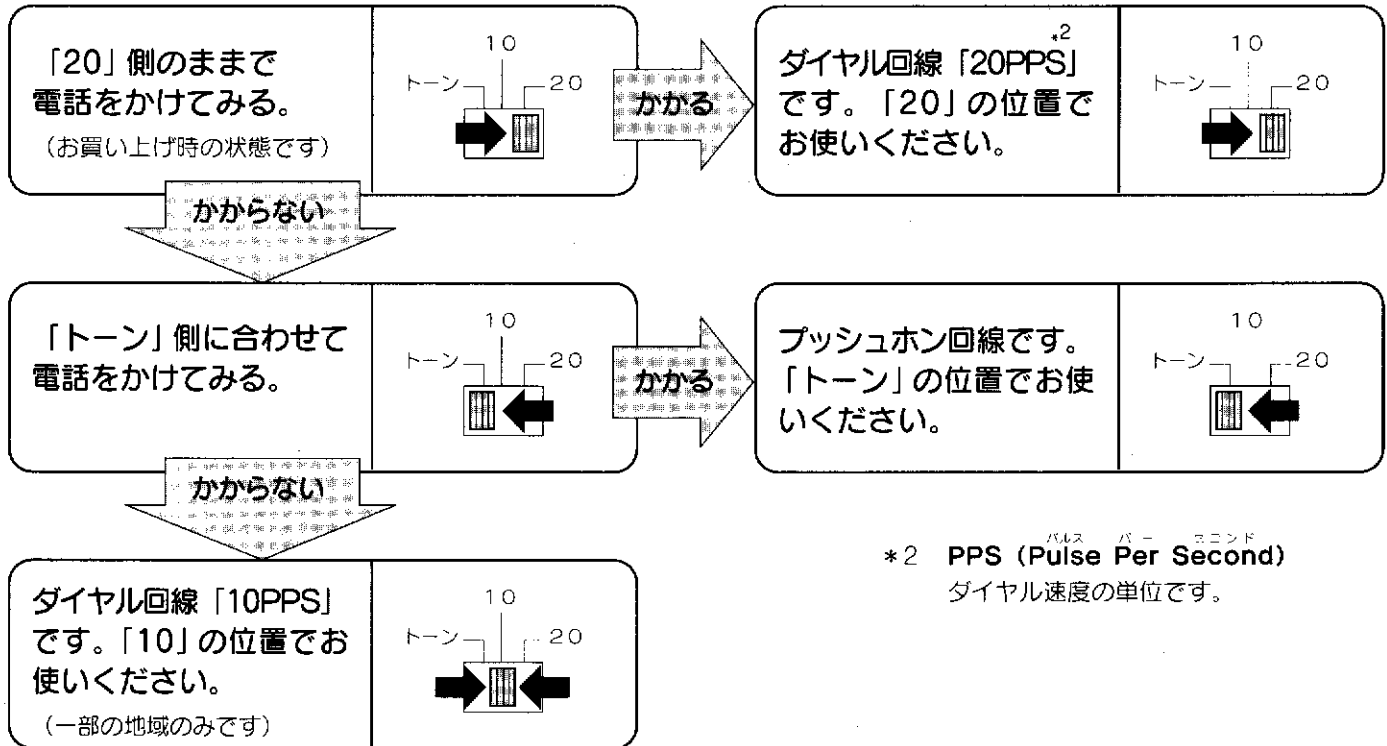 「20」側のままで
電話をかけてみる。
(お買い上げ時の状態です)
10
トーン 20
かかる
ダイヤル回線「20PPS」*2
です。「20」の位置で
お使いください。
10
トーン 20
かからない
「トーン」側に合わせて
電話をかけてみる。
10
トーン 20
かかる
プッシュホン回線です。
「トーン」の位置でお使
いください。
10
トーン 20
かからない
ダイヤル回線「10PPS」
です。「10」の位置でお
使いください。
(一部の地域のみです)
10
トーン 20
パルス パー セコンド
*2 PPS (Pulse Per Second)
ダイヤル速度の単位です。